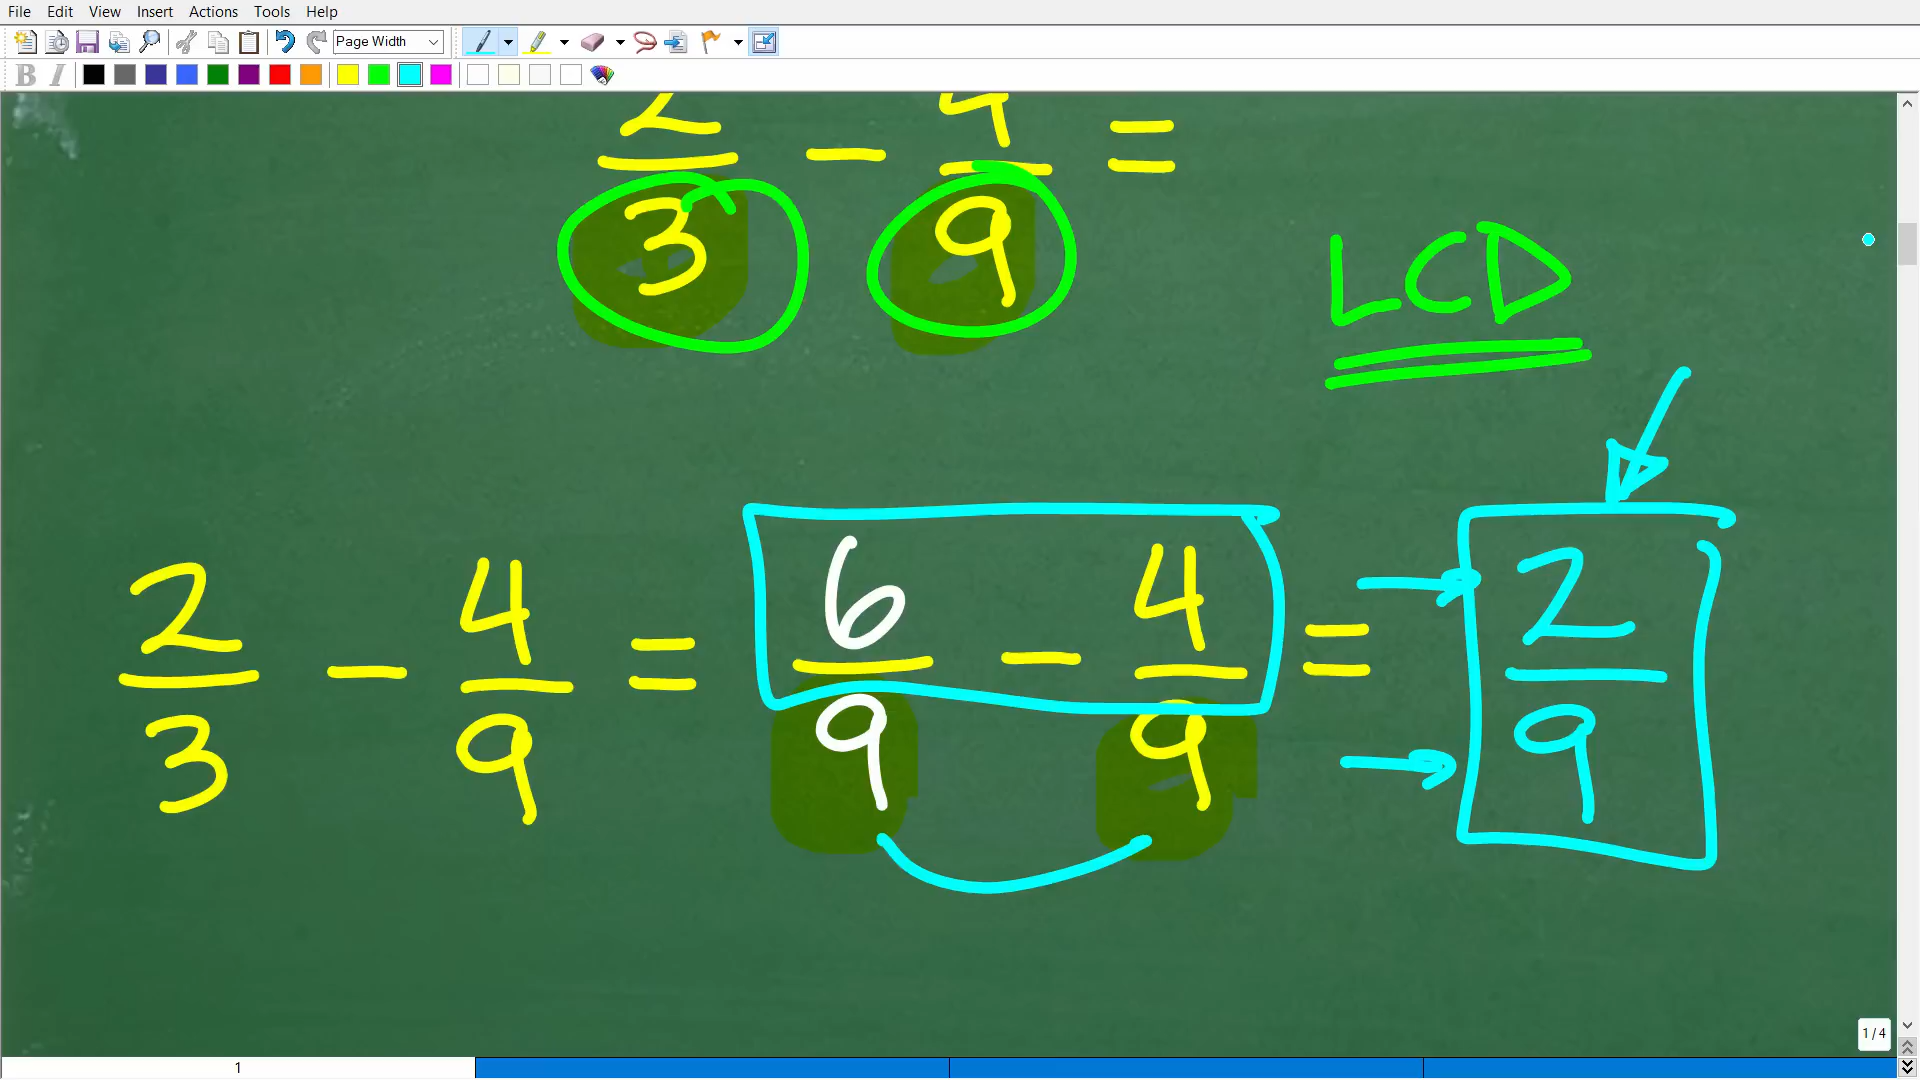 File Edit View Insert Actions Tools Help
Page Width
B I
2/3 - 4/9 =
LCD
2/3 - 4/9 = 6/9 - 4/9 = 2/9
1 / 4
1